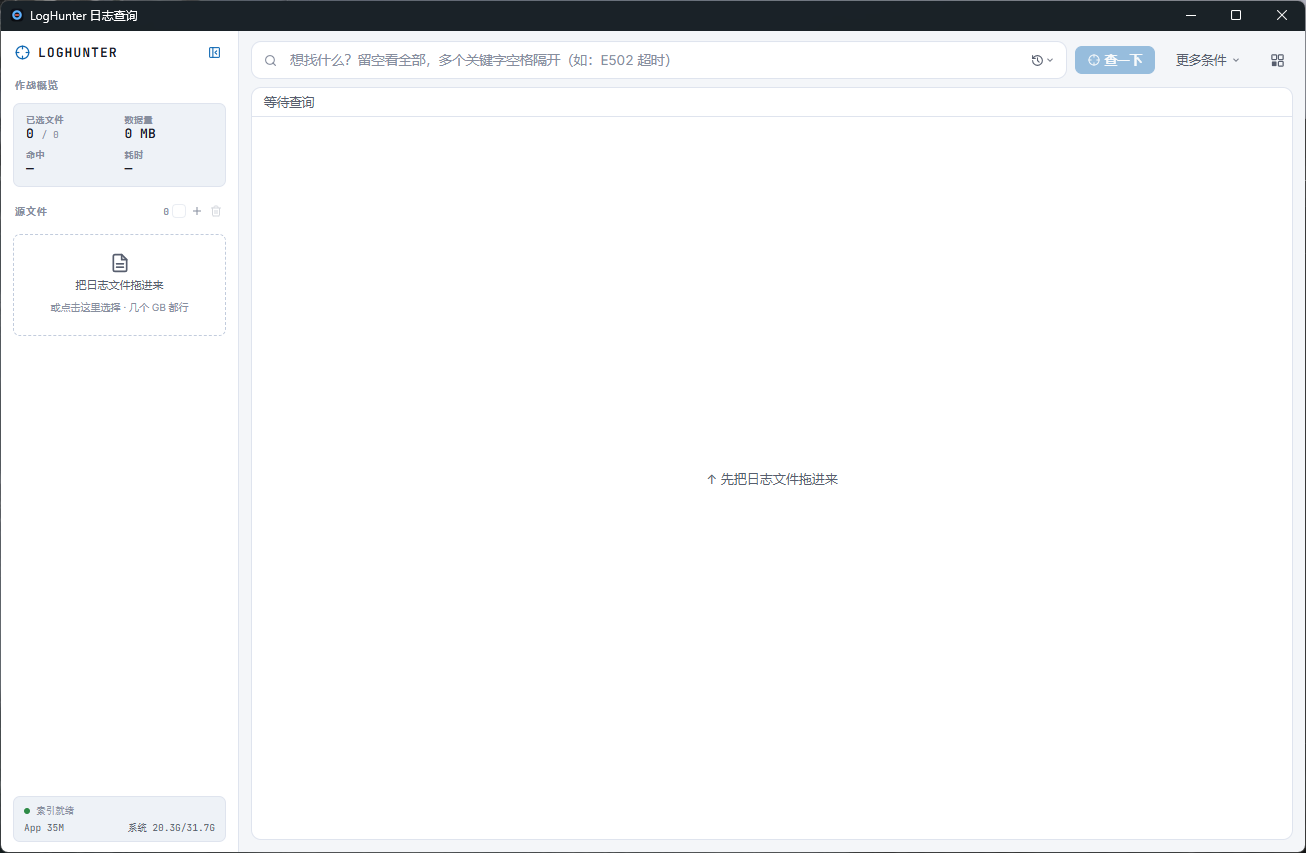 LogHunter 日志查询
LOGHUNTER
作战概览
已选文件 数据量
0 / 0 0 MB
命中 耗时
— —
源文件 0
把日志文件拖进来
或点击这里选择 · 几个 GB 都行
索引就绪
App 35M 系统 20.3G/31.7G
想找什么？留空看全部，多个关键字空格隔开（如：E502 超时） 查一下 更多条件
等待查询
↑ 先把日志文件拖进来